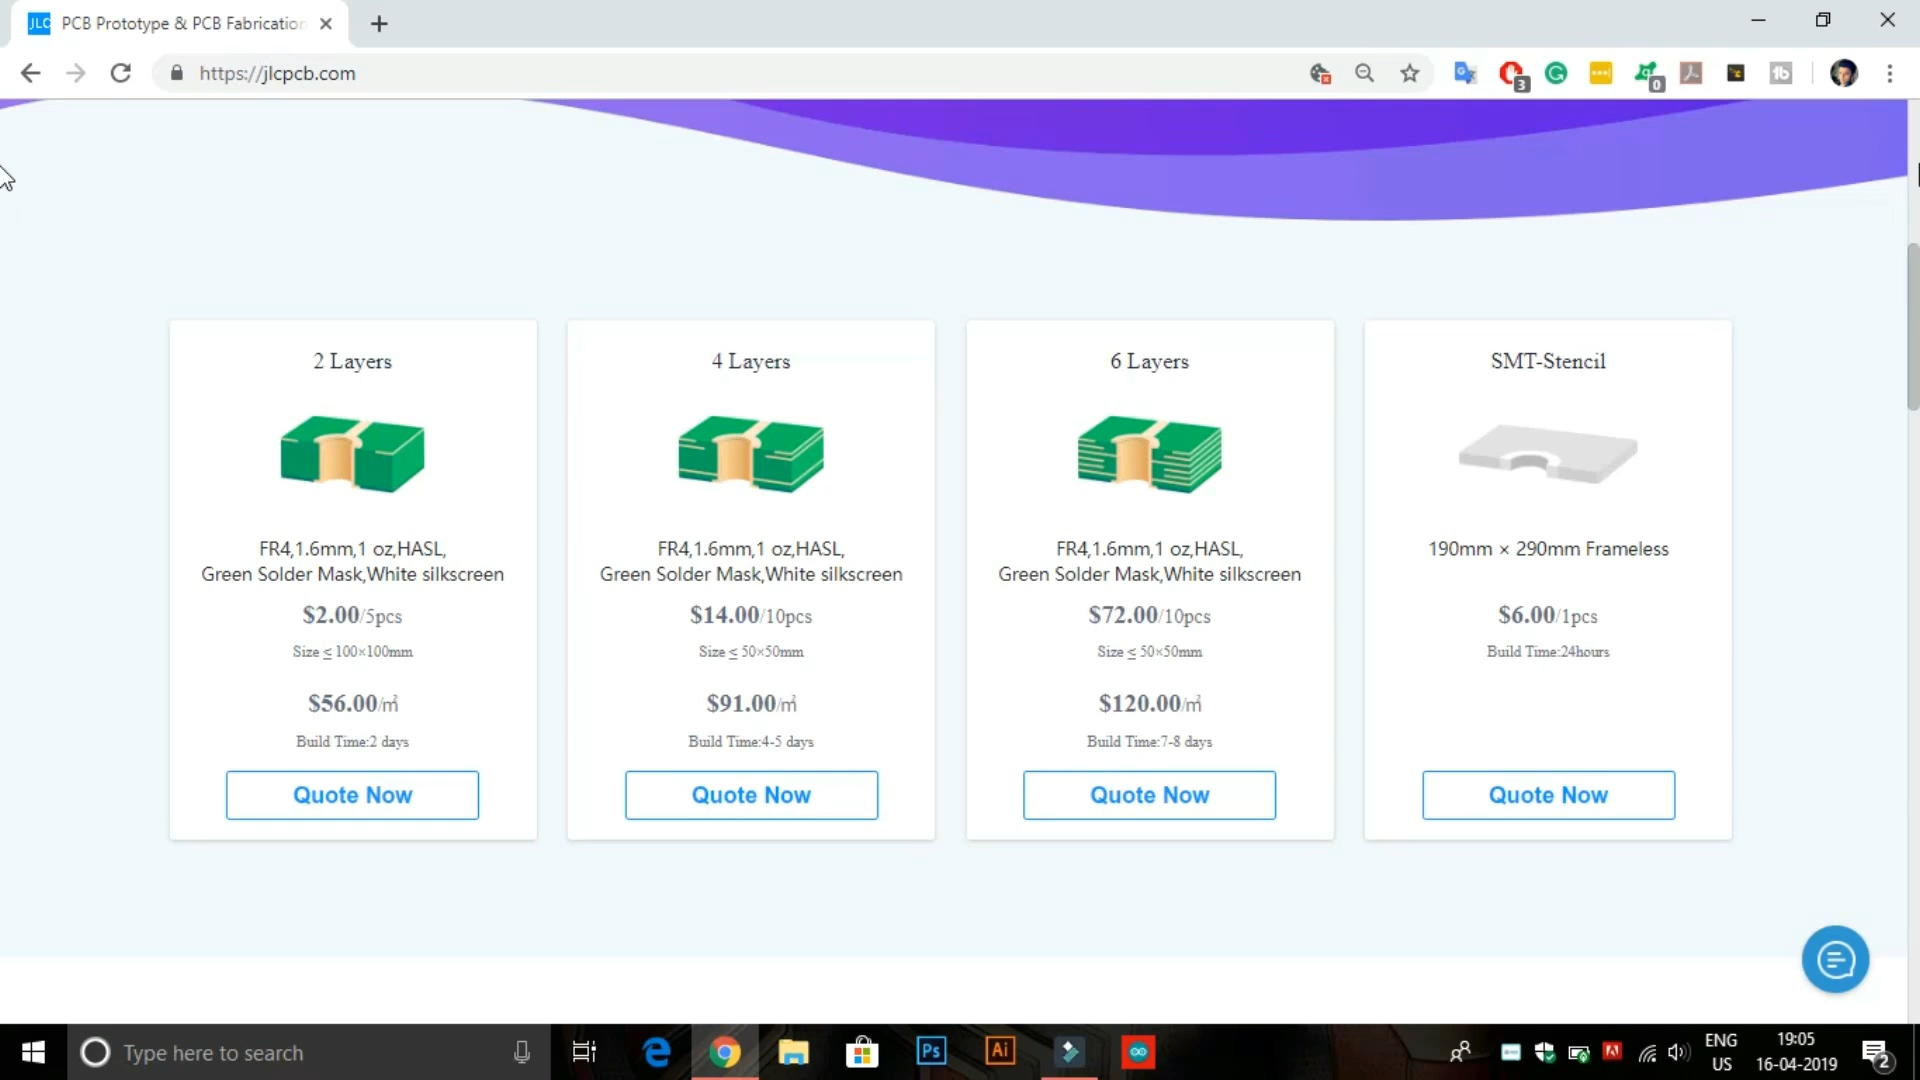 JLC PCB Prototype & PCB Fabrication
https://jlcpcb.com
3
0
2 Layers
FR4,1.6mm,1 oz,HASL,
Green Solder Mask,White silkscreen
$2.00/5pcs
Size ≤ 100×100mm
$56.00/㎡
Build Time:2 days
Quote Now
4 Layers
FR4,1.6mm,1 oz,HASL,
Green Solder Mask,White silkscreen
$14.00/10pcs
Size ≤ 50×50mm
$91.00/㎡
Build Time:4-5 days
Quote Now
6 Layers
FR4,1.6mm,1 oz,HASL,
Green Solder Mask,White silkscreen
$72.00/10pcs
Size ≤ 50×50mm
$120.00/㎡
Build Time:7-8 days
Quote Now
SMT-Stencil
190mm × 290mm Frameless
$6.00/1pcs
Build Time:24hours
Quote Now
Type here to search
Ps
Ai
ENG
US
19:05
16-04-2019
2